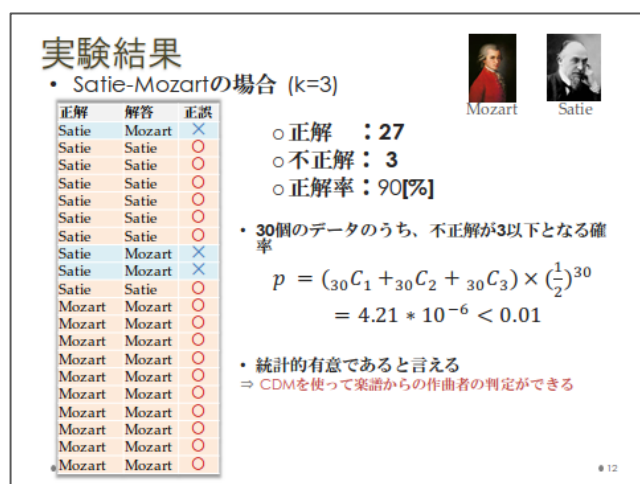 実験結果
• Satie-Mozartの場合 (k=3)
Mozart Satie
正解 解答 正誤
Satie Mozart ×
Satie Satie ○
Satie Satie ○
Satie Satie ○
Satie Satie ○
Satie Satie ○
Satie Satie ○
Satie Mozart ×
Satie Mozart ×
Satie Satie ○
Mozart Mozart ○
Mozart Mozart ○
Mozart Mozart ○
Mozart Mozart ○
Mozart Mozart ○
Mozart Mozart ○
Mozart Mozart ○
Mozart Mozart ○
Mozart Mozart ○
Mozart Mozart ○
○ 正解 :27
○ 不正解: 3
○ 正解率:90[%]
• 30個のデータのうち、不正解が3以下となる確
率
p = (₃₀C₁ +₃₀C₂ + ₃₀C₃) × (1/2)³⁰
= 4.21 * 10⁻⁶ < 0.01
• 統計的有意であると言える
⇒ CDMを使って楽譜からの作曲者の判定ができる
12